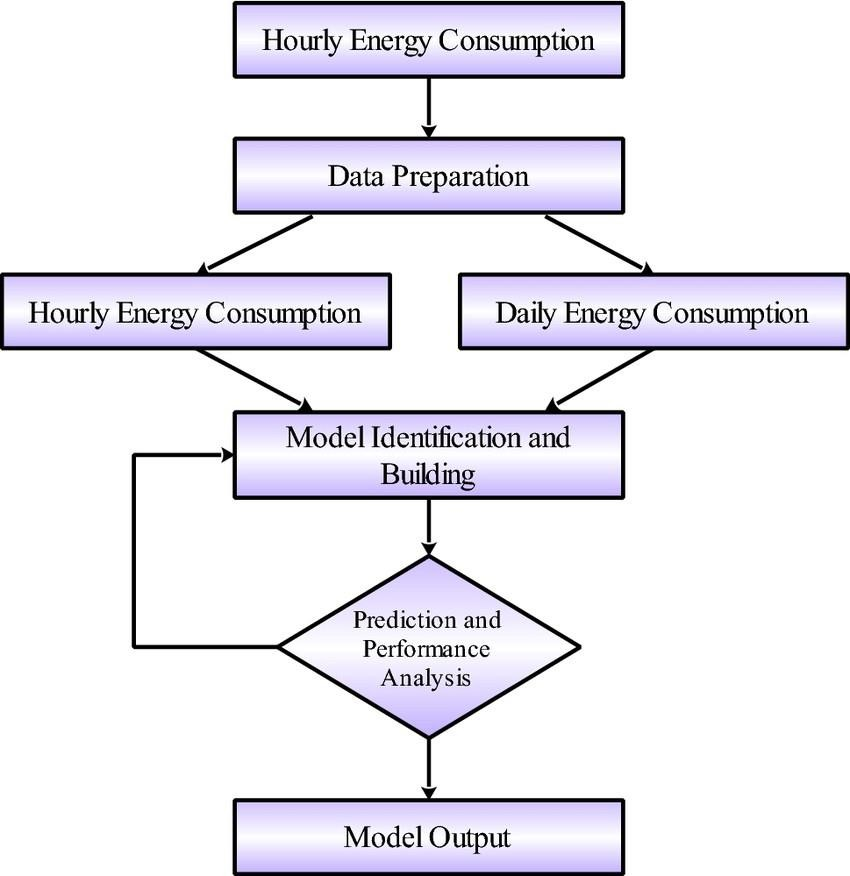 Hourly Energy Consumption
Data Preparation
Hourly Energy Consumption
Daily Energy Consumption
Model Identification and
Building
Prediction and
Performance
Analysis
Model Output